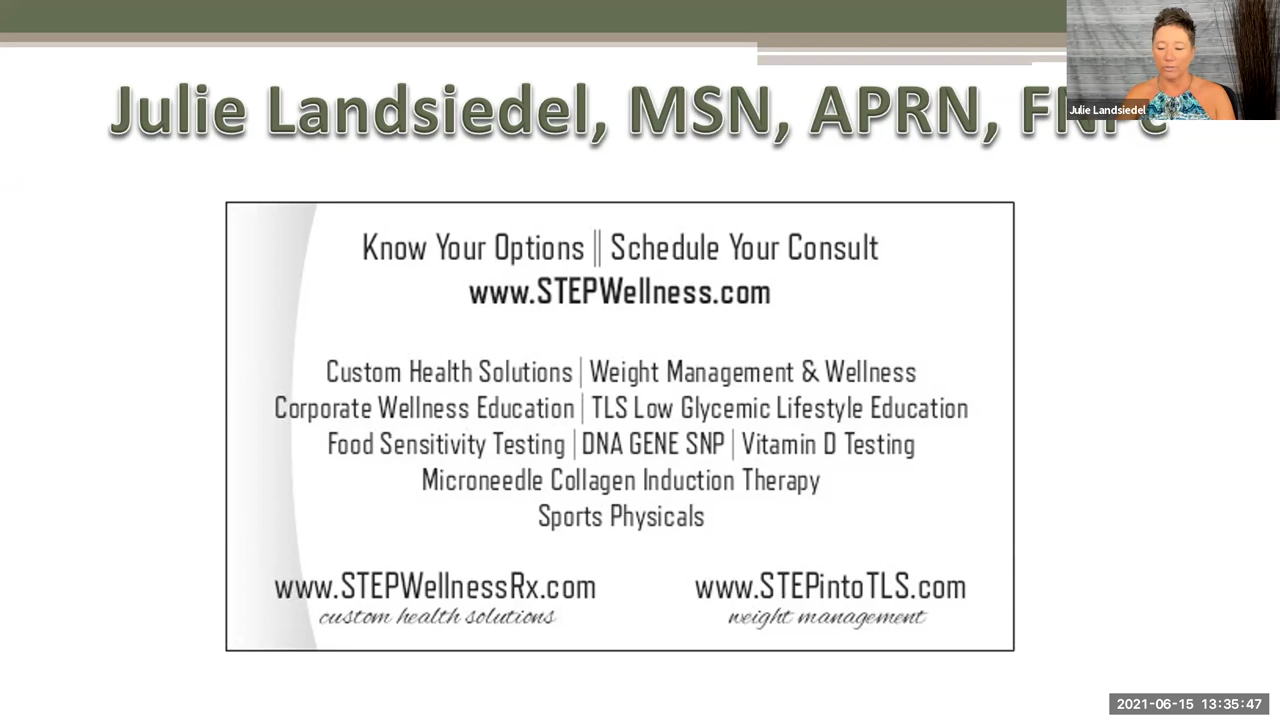 Julie Landsiedel, MSN, APRN,
Julie Landsiedel
Know Your Options || Schedule Your Consult
www.STEPWellness.com
Custom Health Solutions | Weight Management & Wellness
Corporate Wellness Education | TLS Low Glycemic Lifestyle Education
Food Sensitivity Testing | DNA GENE SNP | Vitamin D Testing
Microneedle Collagen Induction Therapy
Sports Physicals
www.STEPWellnessRx.com www.STEPintoTLS.com
custom health solutions weight management
2021-06-15 13:35:47